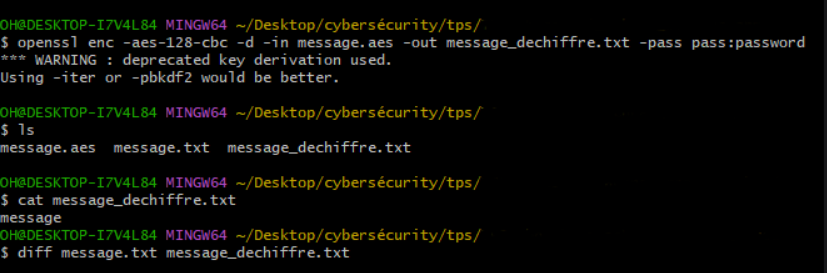 OH@DESKTOP-I7V4L84 MINGW64 ~/Desktop/cybersécurity/tps/
$ openssl enc -aes-128-cbc -d -in message.aes -out message_dechiffre.txt -pass pass:password
*** WARNING : deprecated key derivation used.
Using -iter or -pbkdf2 would be better.
OH@DESKTOP-I7V4L84 MINGW64 ~/Desktop/cybersécurity/tps/
$ ls
message.aes  message.txt  message_dechiffre.txt
OH@DESKTOP-I7V4L84 MINGW64 ~/Desktop/cybersécurity/tps/
$ cat message_dechiffre.txt
message
OH@DESKTOP-I7V4L84 MINGW64 ~/Desktop/cybersécurity/tps/
$ diff message.txt message_dechiffre.txt